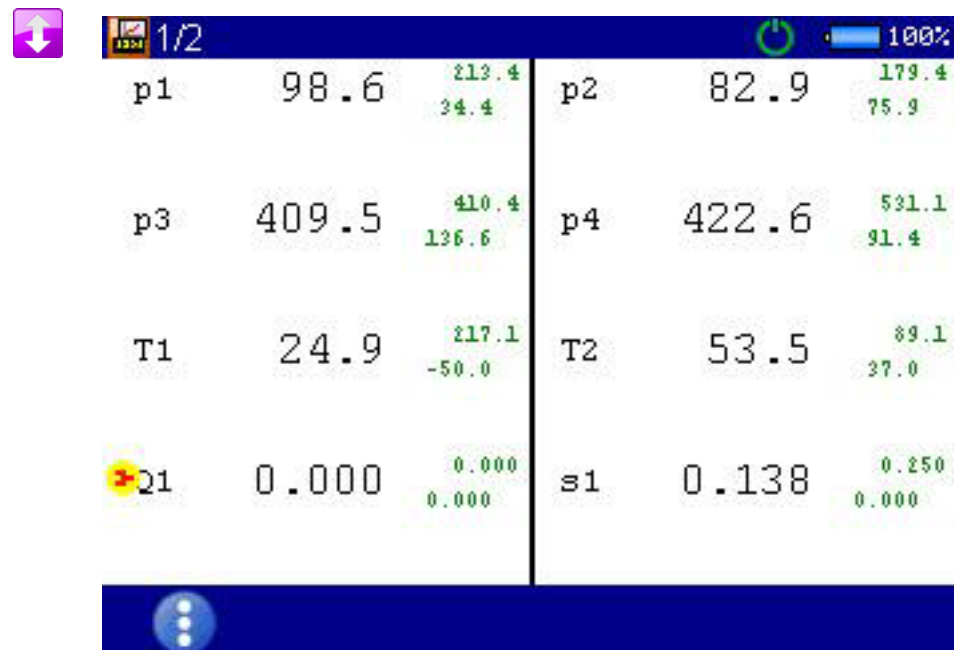 1/2 100%
p1 98.6 213.4 34.4
p2 82.9 179.4 75.9
p3 409.5 410.4 136.6
p4 422.6 531.1 91.4
T1 24.9 217.1 -50.0
T2 53.5 89.1 37.0
Q1 0.000 0.000 0.000
s1 0.138 0.250 0.000